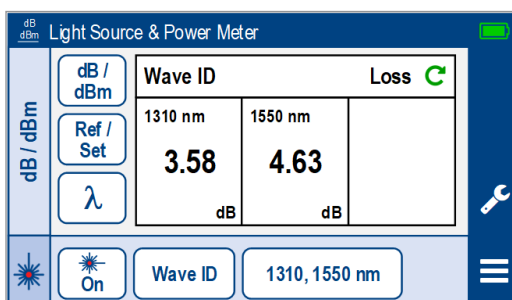 dB
dBm
Light Source & Power Meter
dB / dBm
dB /
dBm
Ref /
Set
λ
Wave ID
Loss
1310 nm
3.58
dB
1550 nm
4.63
dB
On
Wave ID
1310, 1550 nm